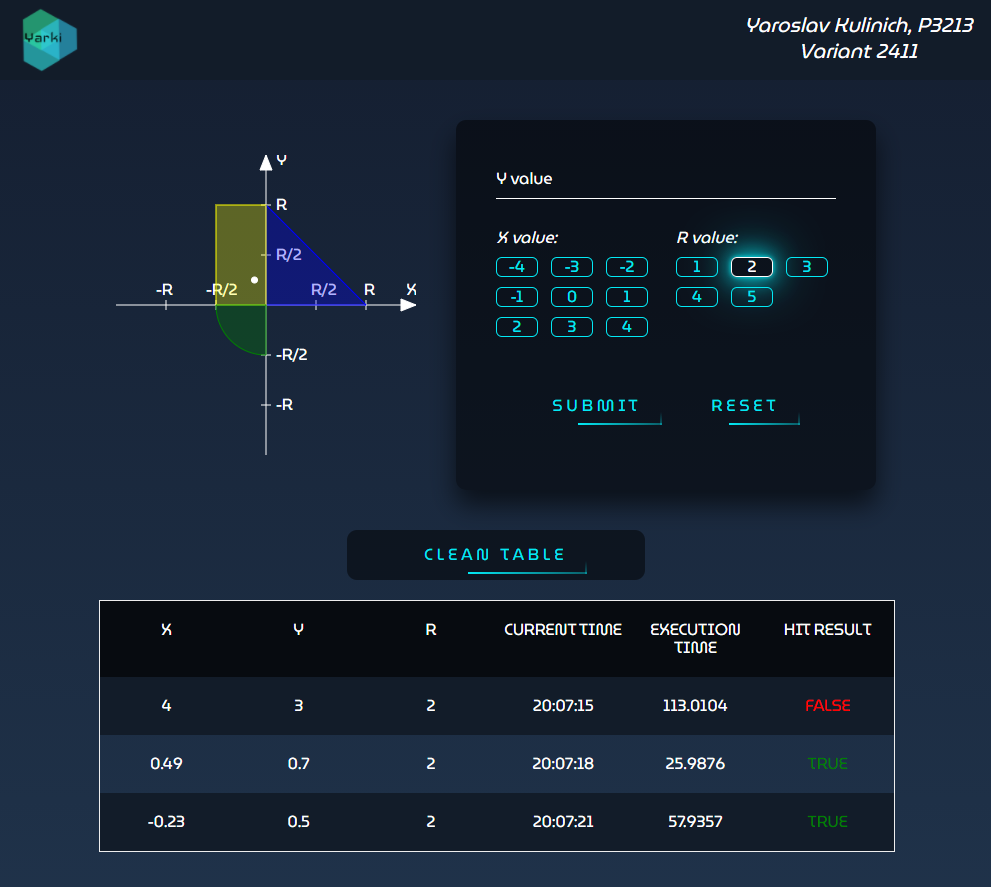 Yarki
Yaroslav Kulinich, P3213
Variant 2411
Y
R
R/2
-R
-R/2
R/2
R
X
-R/2
-R
Y value
X value:
R value:
-4 -3 -2
1 2 3
-1 0 1
4 5
2 3 4
SUBMIT RESET
CLEAN TABLE
X Y R CURRENT TIME EXECUTION TIME HIT RESULT
4 3 2 20:07:15 113.0104 FALSE
0.49 0.7 2 20:07:18 25.9876 TRUE
-0.23 0.5 2 20:07:21 57.9357 TRUE